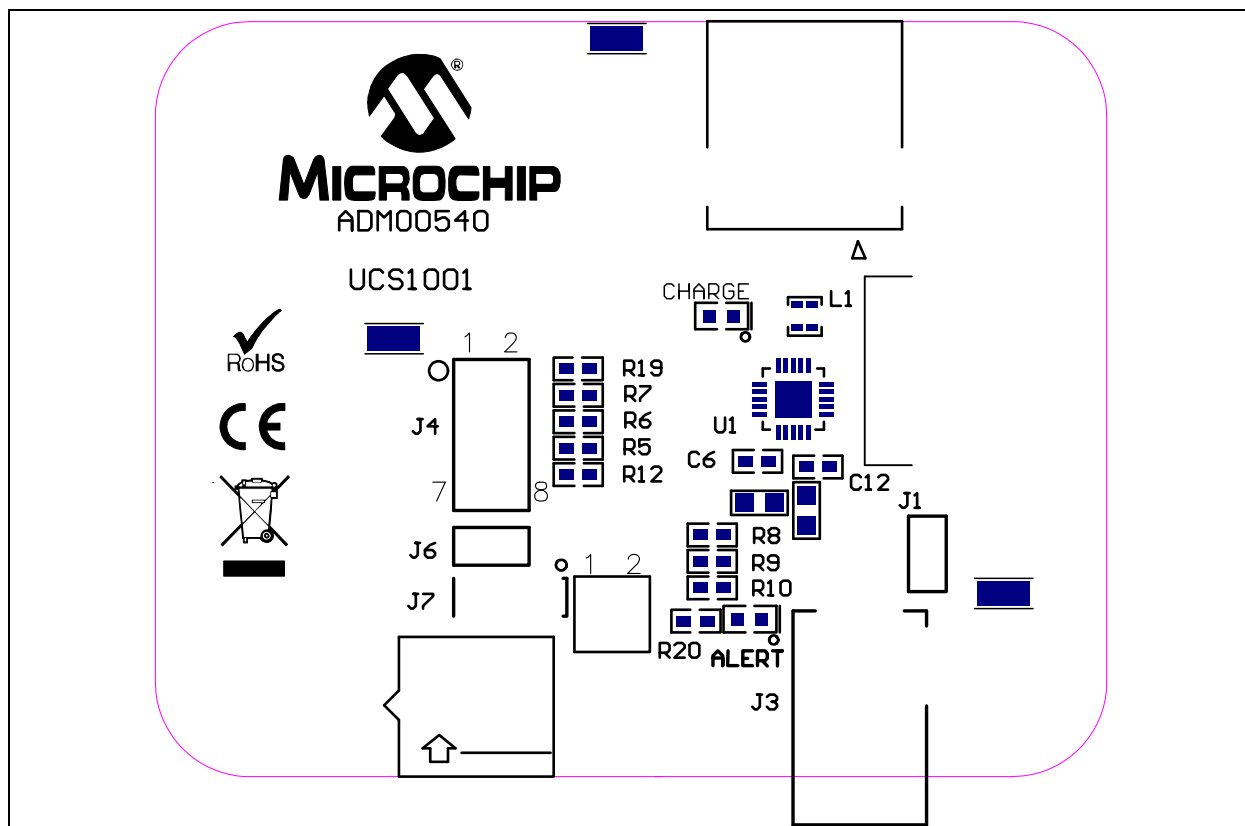 ®
MICROCHIP
ADM00540
UCS1001
CHARGE
L1
RoHS
1 2
R19
R7
J4
R6
U1
R5
C6
R12
C12
7 8
J1
R8
J6
1 2
R9
J7
R10
R20
ALERT
J3
CE